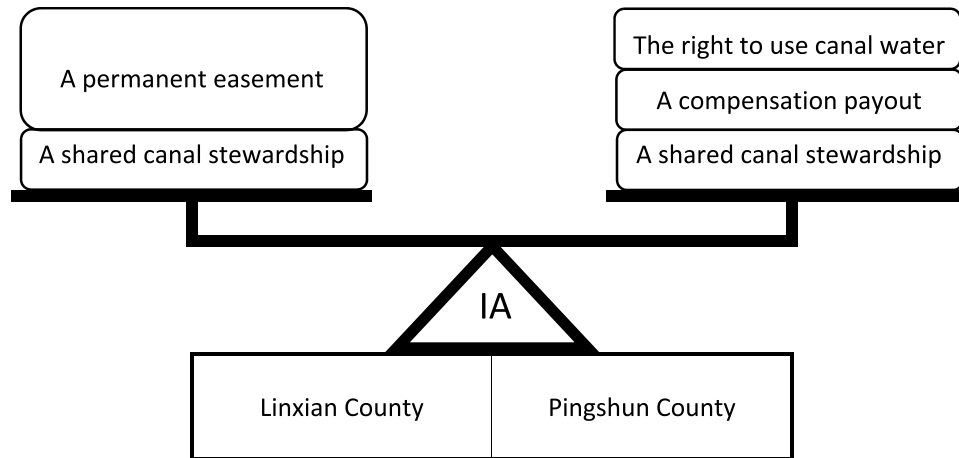 A permanent easement
A shared canal stewardship
The right to use canal water
A compensation payout
A shared canal stewardship
IA
Linxian County
Pingshun County